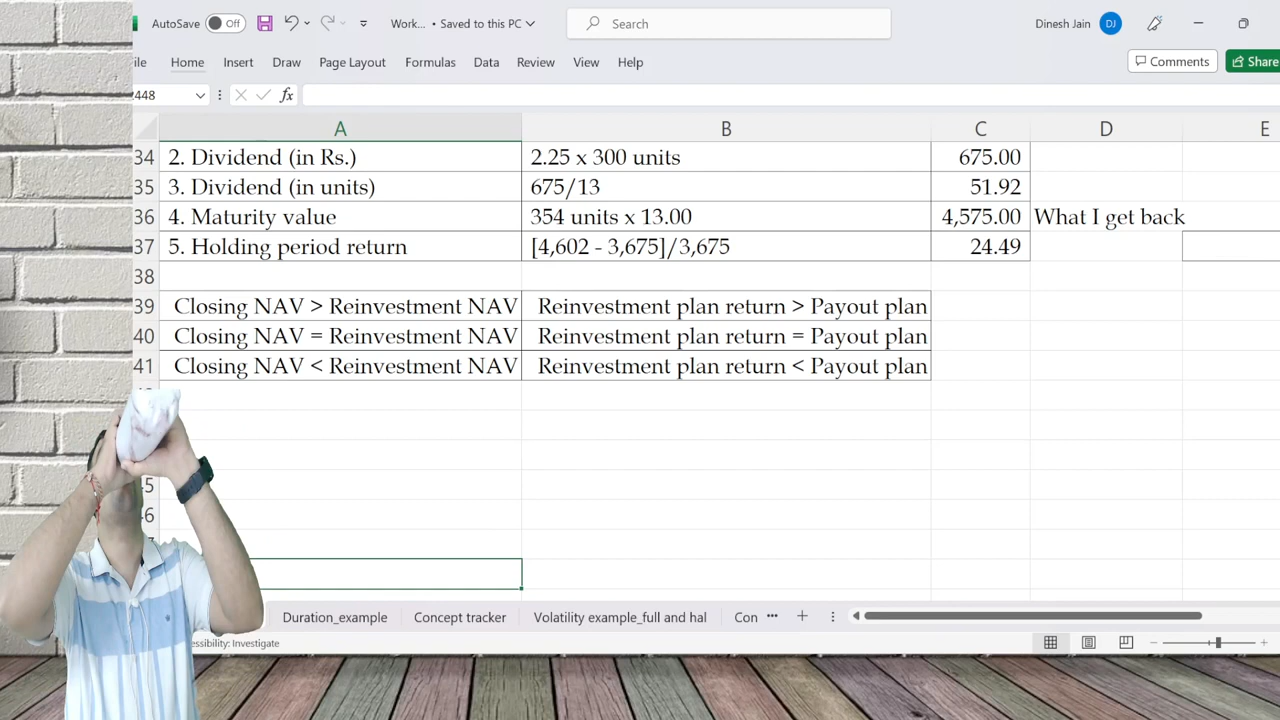 AutoSave Off Work... • Saved to this PC Search Dinesh Jain DJ
ile Home Insert Draw Page Layout Formulas Data Review View Help Comments Share
448 fx
A B C D E
34 2. Dividend (in Rs.) 2.25 x 300 units 675.00
35 3. Dividend (in units) 675/13 51.92
36 4. Maturity value 354 units x 13.00 4,575.00 What I get back
37 5. Holding period return [4,602 - 3,675]/3,675 24.49
38
39 Closing NAV > Reinvestment NAV Reinvestment plan return > Payout plan
40 Closing NAV = Reinvestment NAV Reinvestment plan return = Payout plan
41 Closing NAV < Reinvestment NAV Reinvestment plan return < Payout plan
45
46
Duration_example Concept tracker Volatility example_full and hal Con ...
cessibility: Investigate